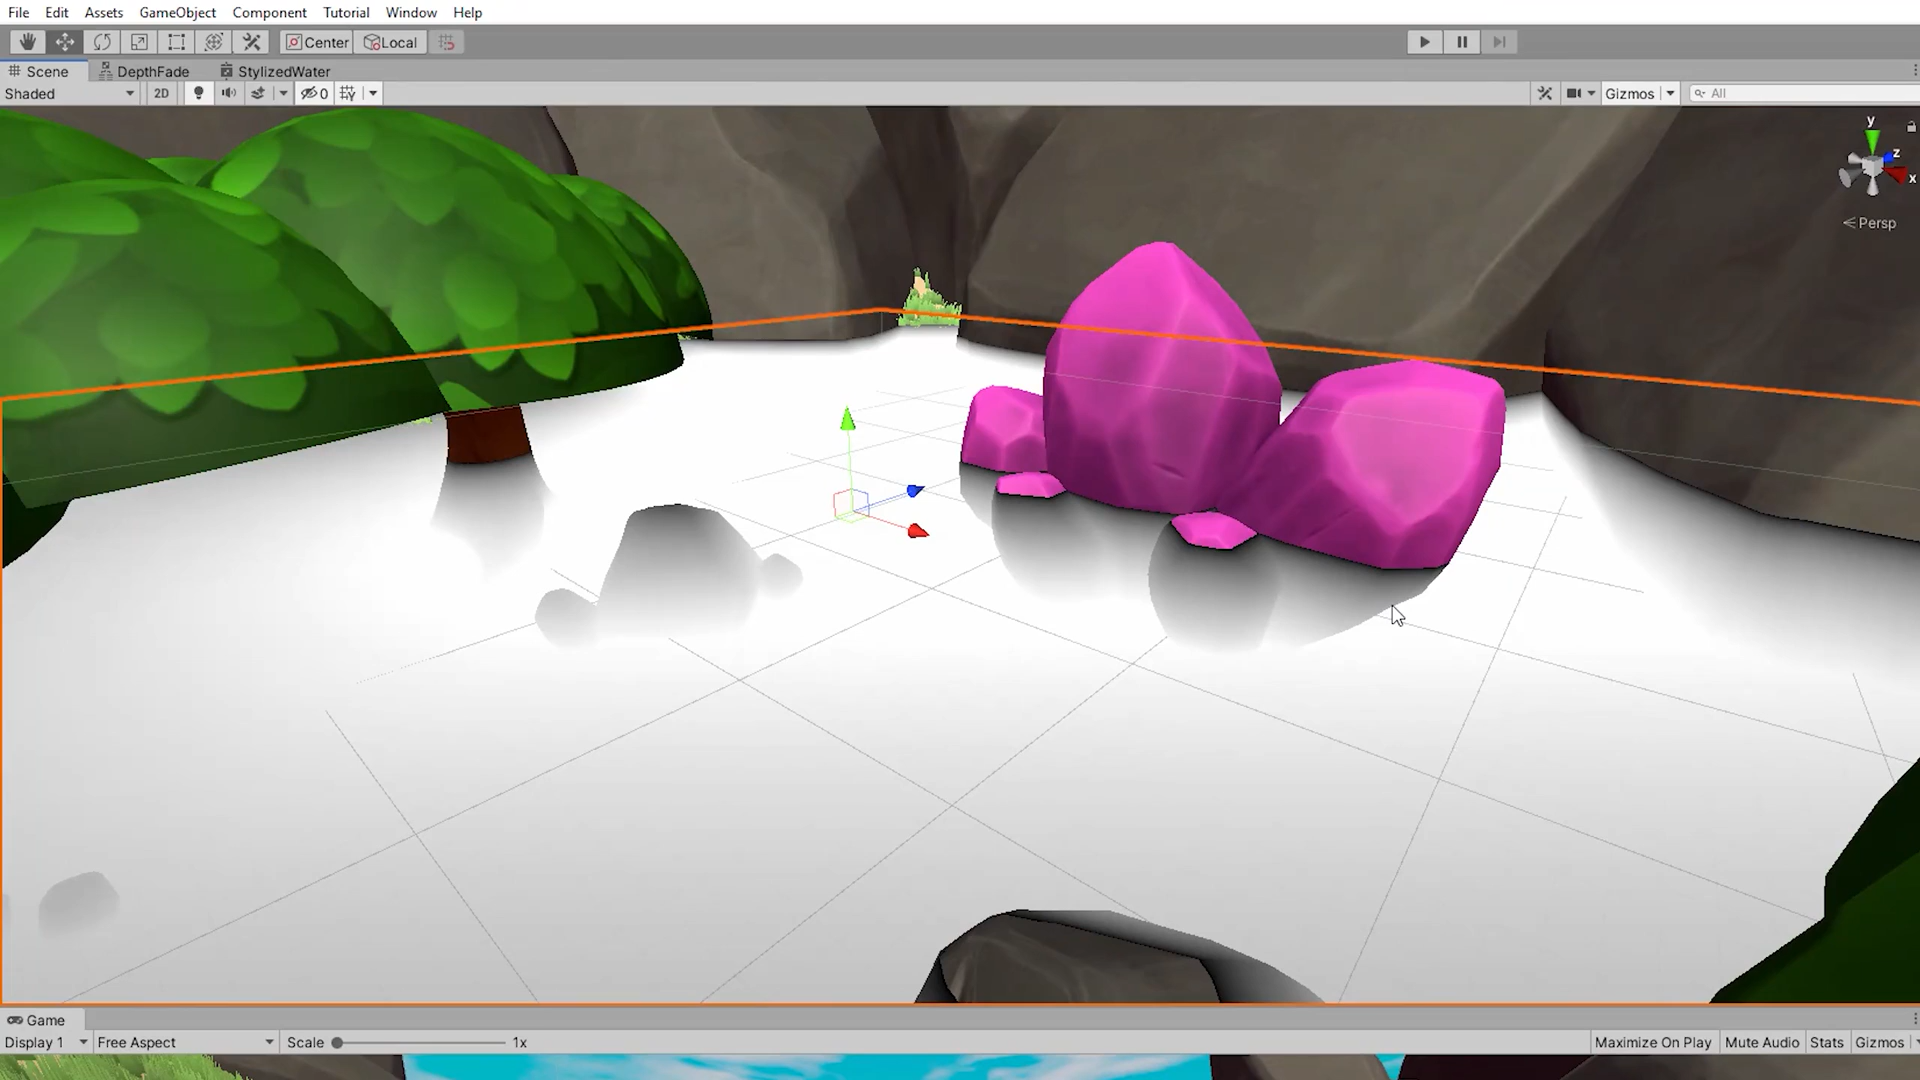 File Edit Assets GameObject Component Tutorial Window Help
Center Local
Scene DepthFade StylizedWater
Shaded 2D 0 Gizmos All
y
z
x
Persp
Game
Display 1 Free Aspect Scale 1x Maximize On Play Mute Audio Stats Gizmos